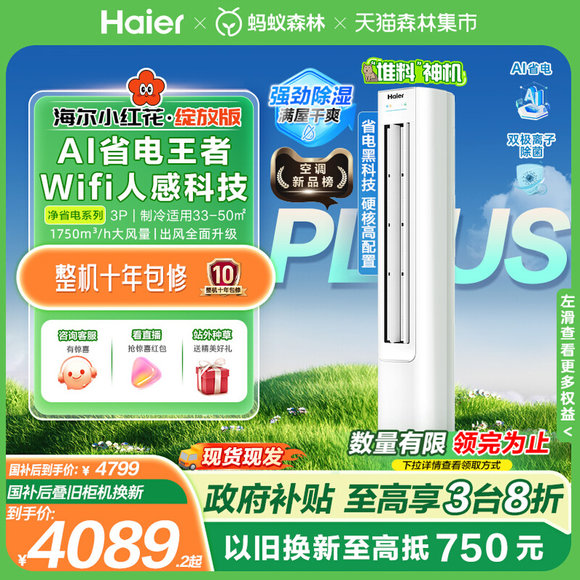 Haier × 蚂蚁森林 × 天猫森林集市
海尔小红花·绽放版
AI省电王者
Wifi人感科技
净省电系列 3P | 制冷适用33-50㎡
1750m³/h大风量 | 出风全面升级
整机十年包修
10
整机十年包修
咨询客服
有惊喜
看直播
抢惊喜红包
站外种草
送精美好礼
强劲除湿
满屋干爽
空调
新品榜
省电黑科技 硬核高配置
"堆料"神机
Haier
AI省电
双极离子
除菌
PLUS
左滑查看更多权益<
数量有限 领完为止
下拉详情查看领取方式
国补后到手价:¥4799
现货现发
国补后叠旧柜机换新
到手价:
¥4089.2起
政府补贴 至高享3台8折
以旧换新至高抵750元